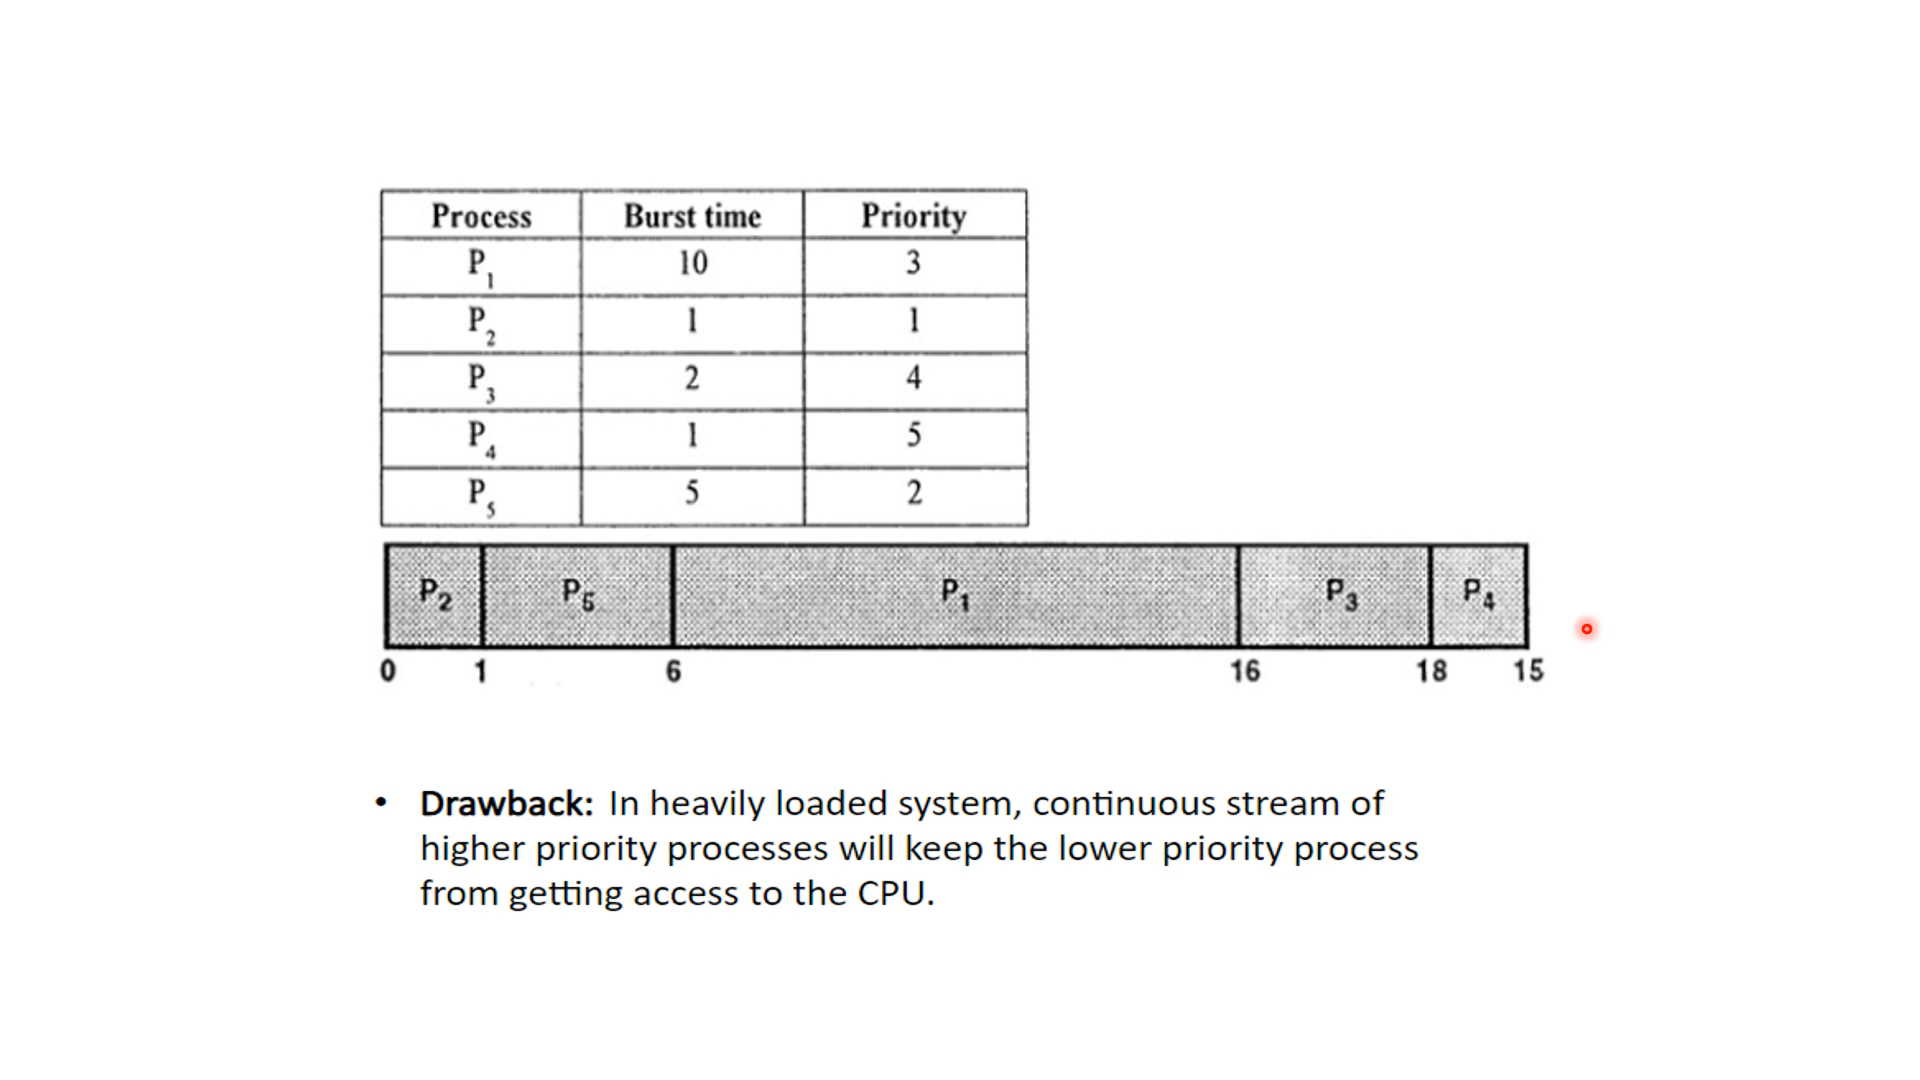 Process Burst time Priority
P1 10 3
P2 1 1
P3 2 4
P4 1 5
P5 5 2
P2 P5 P1 P3 P4
0 1 6 16 18 15
• Drawback: In heavily loaded system, continuous stream of
higher priority processes will keep the lower priority process
from getting access to the CPU.